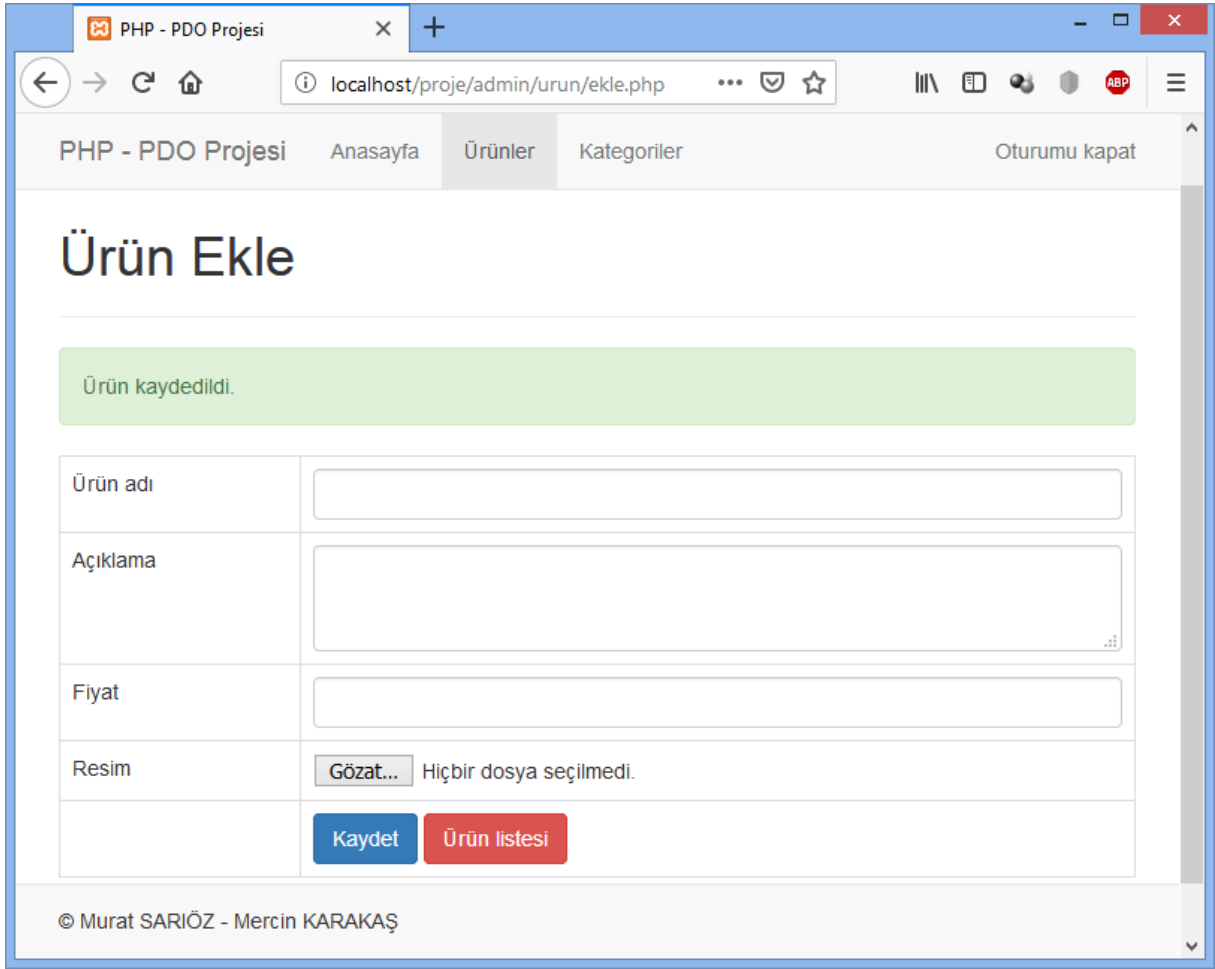 PHP - PDO Projesi
localhost/proje/admin/urun/ekle.php
ABP
PHP - PDO Projesi Anasayfa Ürünler Kategoriler Oturumu kapat
Ürün Ekle
Ürün kaydedildi.
Ürün adı
Açıklama
Fiyat
Resim Gözat... Hiçbir dosya seçilmedi.
Kaydet Ürün listesi
© Murat SARIÖZ - Mercin KARAKAŞ